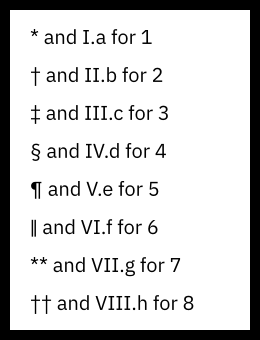 * and I.a for 1
† and II.b for 2
‡ and III.c for 3
§ and IV.d for 4
¶ and V.e for 5
‖ and VI.f for 6
** and VII.g for 7
†† and VIII.h for 8